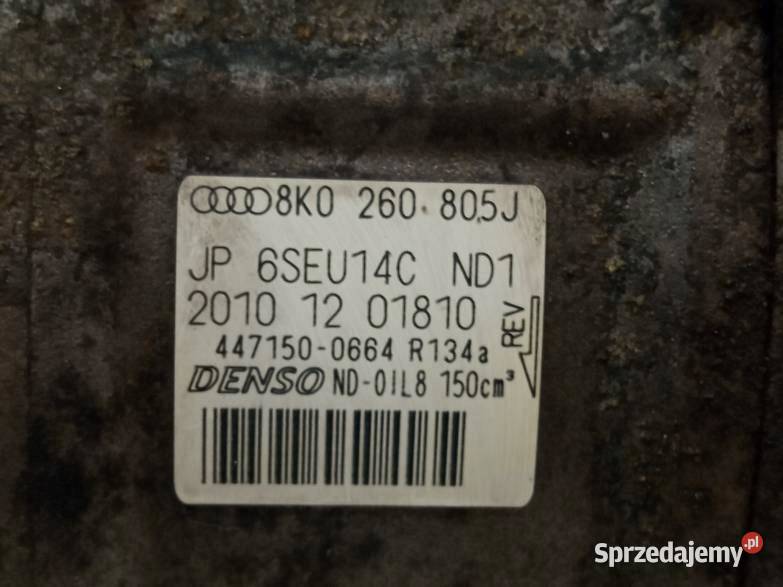 8K0 260 805J
JP 6SEU14C ND1
2010 12 01810
REV
447150-0664 R134a
DENSO ND-OIL8 150cm³
Sprzedajemy.pl